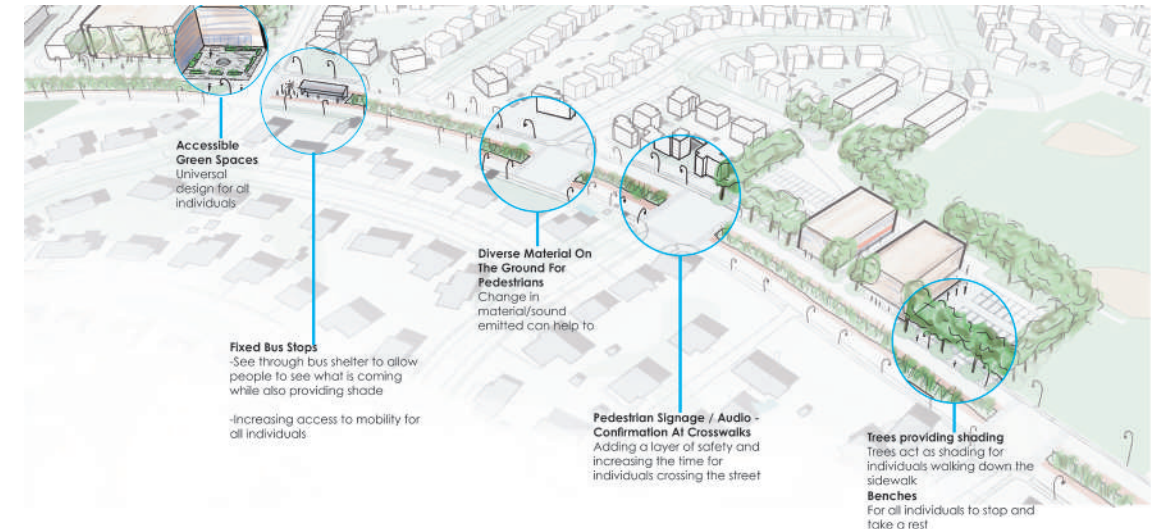 Accessible
Green Spaces
Universal
design for all
individuals
Fixed Bus Stops
-See through bus shelter to allow
people to see what is coming
while also providing shade
-Increasing access to mobility for
all individuals
Diverse Material On
The Ground For
Pedestrians
Change in
material/sound
emitted can help to
Pedestrian Signage / Audio -
Confirmation At Crosswalks
Adding a layer of safety and
increasing the time for
individuals crossing the street
Trees providing shading
Trees act as shading for
individuals walking down the
sidewalk
Benches
For all individuals to stop and
take a rest